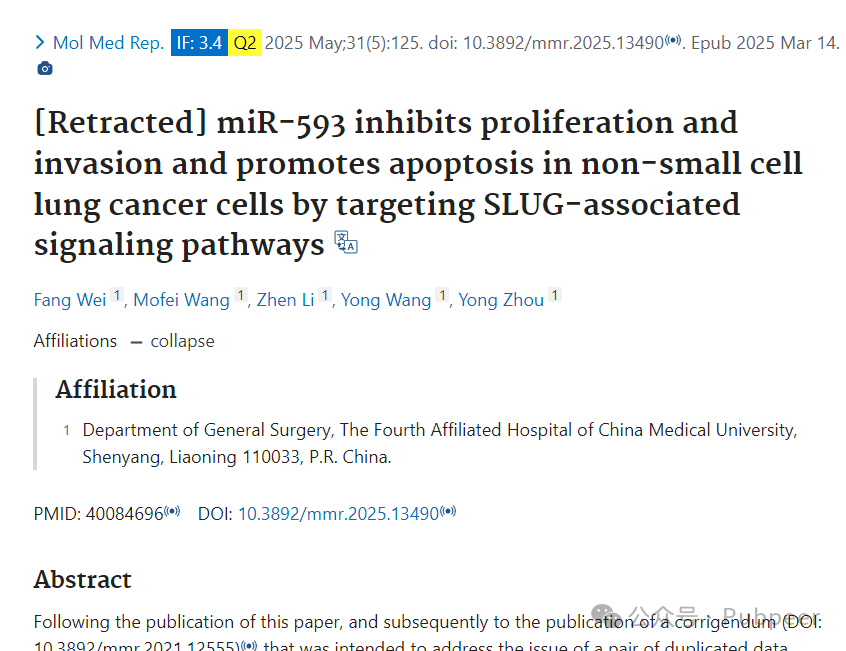 Mol Med Rep. IF: 3.4 Q2 2025 May;31(5):125. doi: 10.3892/mmr.2025.13490. Epub 2025 Mar 14.
[Retracted] miR-593 inhibits proliferation and
invasion and promotes apoptosis in non-small cell
lung cancer cells by targeting SLUG-associated
signaling pathways
Fang Wei 1, Mofei Wang 1, Zhen Li 1, Yong Wang 1, Yong Zhou 1
Affiliations — collapse
Affiliation
1 Department of General Surgery, The Fourth Affiliated Hospital of China Medical University,
Shenyang, Liaoning 110033, P.R. China.
PMID: 40084696 DOI: 10.3892/mmr.2025.13490
Abstract
公众号 · Pubpeer
Following the publication of this paper, and subsequently to the publication of a corrigendum (DOI:
10.3892/mmr.2021.12555) that was intended to address the issue of a pair of duplicated data